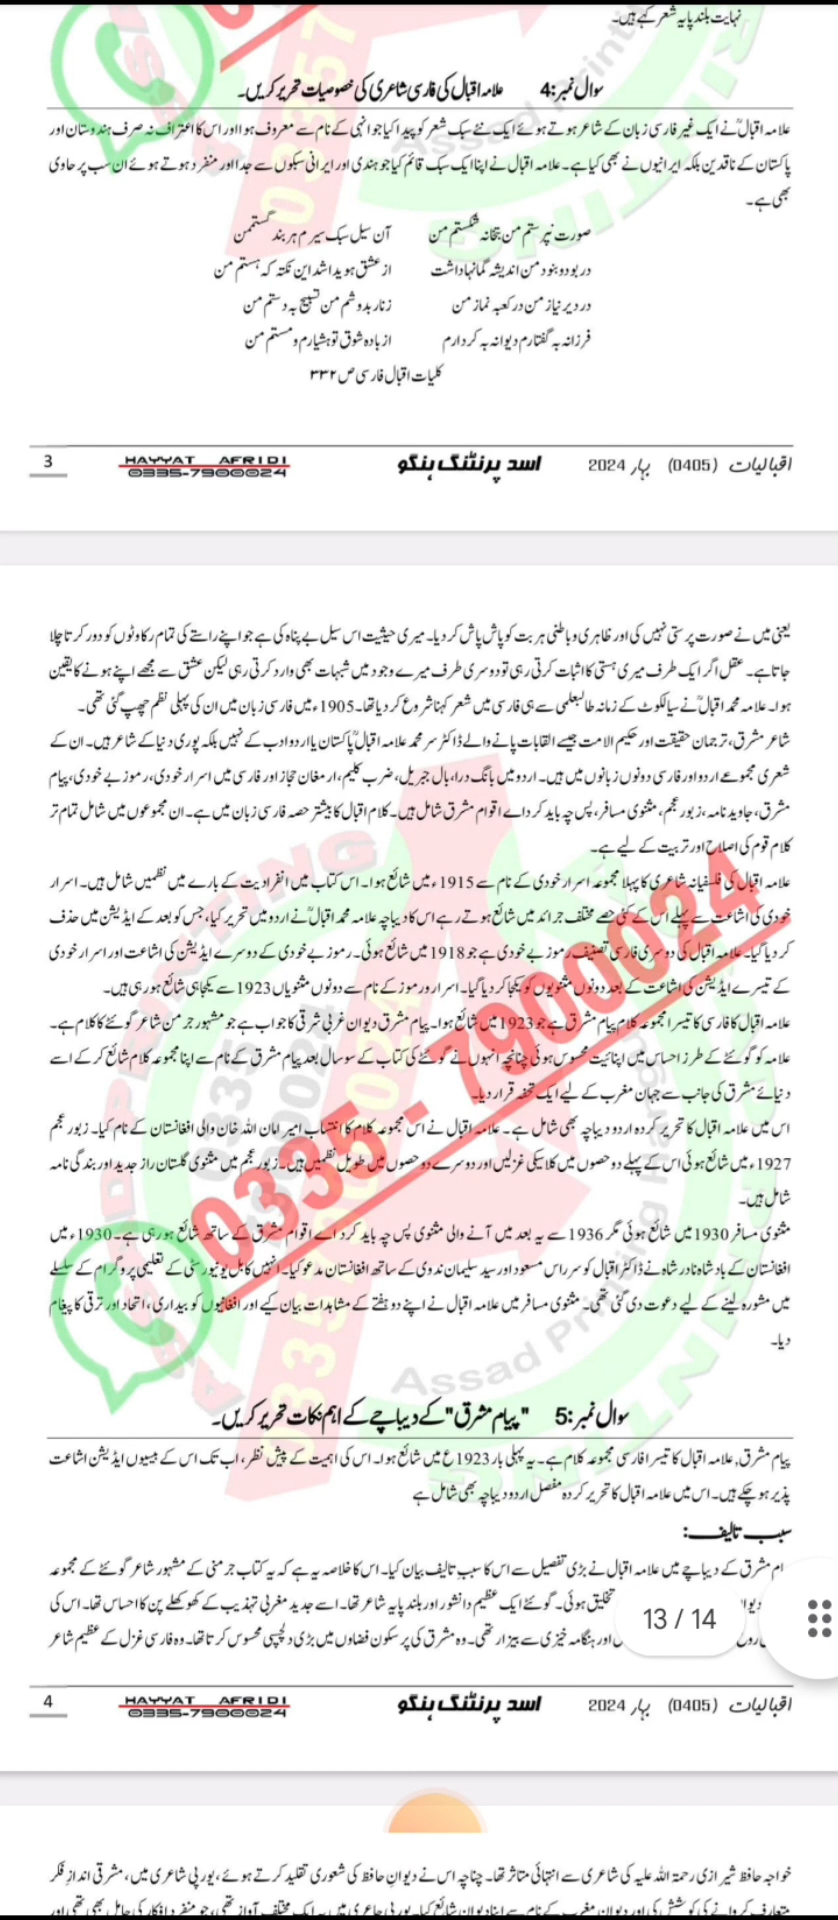 نہایت بلند پایہ شعر کہے ہیں۔
سوال نمبر:4 علامہ اقبال کی فارسی شاعری کی خصوصیات تحریر کریں۔
علامہ اقبالؒ نے ایک غیر فارسی زبان کے شاعر ہوتے ہوئے ایک نئے سبک شعر کو پیدا کیا جو انہی کے نام سے معروف ہوا اور اس کا اعتراف نہ صرف ہندوستان اور
پاکستان کے ناقدین بلکہ ایرانیوں نے بھی کیا ہے۔ علامہ اقبال نے اپنا ایک سبک قائم کیا جو ہندی اور ایرانی سبکوں سے جدا اور منفرد ہوتے ہوئے ان سب پر حاوی
بھی ہے۔
صورت نپرستم من بتخانہ شکستم من آن سیل سبک سیرم ہر بند گسستم من
در بود و نبود من اندیشہ گمانہا داشت از عشق ہویدا شد این نکتہ کہ ہستم من
در دیر نیاز من در کعبہ نماز من زنار بدوشم من تسبیح بہ دستم من
فرزانہ بہ گفتارم دیوانہ بہ کردارم از بادہ شوق تو ہشیارم و مستم من
کلیات اقبال فارسی ص ۳۳۲
اقبالیات (0405) بہار 2024 اسد پرنٹنگ ہنگو HAYYAT AFRIDI 0335-7900024 3
یعنی میں نے صورت پرستی نہیں کی اور ظاہری و باطنی ہر بت کو پاش پاش کر دیا۔ میری حیثیت اس سیل بے پناہ کی ہے جو اپنے راستے کی تمام رکاوٹوں کو دور کرتا چلا
جاتا ہے۔ عقل اگر ایک طرف میری ہستی کا اثبات کرتی رہی تو دوسری طرف میرے وجود میں شبہات بھی وارد کرتی رہی لیکن عشق سے مجھے اپنے ہونے کا یقین
ہوا۔ علامہ محمد اقبالؒ نے سیالکوٹ کے زمانہ طالبعلمی سے ہی فارسی میں شعر کہنا شروع کر دیا تھا۔ 1905ء میں فارسی زبان میں ان کی پہلی نظم چھپ گئی تھی۔
شاعر مشرق، ترجمان حقیقت اور حکیم الامت جیسے القابات پانے والے ڈاکٹر سر محمد علامہ اقبالؒ پاکستان یا اردو ادب کے نہیں بلکہ پوری دنیا کے شاعر ہیں۔ ان کے
شعری مجموعے اردو اور فارسی دونوں زبانوں میں ہیں۔ اردو میں بانگ درا، بال جبریل، ضرب کلیم، ارمغان حجاز اور فارسی میں اسرار خودی، رموز بے خودی، پیام
مشرق، جاوید نامہ، زبور عجم، مثنوی مسافر، پس چہ باید کرد اے اقوام مشرق شامل ہیں۔ کلام اقبال کا بیشتر حصہ فارسی زبان میں ہے۔ ان مجموعوں میں شامل تمام تر
کلام قوم کی اصلاح اور تربیت کے لیے ہے۔
علامہ اقبال کی فلسفیانہ شاعری کا پہلا مجموعہ اسرار خودی کے نام سے 1915ء میں شائع ہوا۔ اس کتاب میں انفرادیت کے بارے میں نظمیں شامل ہیں۔ اسرار
خودی کی اشاعت سے پہلے اس کے کئی حصے مختلف جرائد میں شائع ہوتے رہے اس کا دیباچہ علامہ محمد اقبالؒ نے اردو میں تحریر کیا، جس کو بعد کے ایڈیشن میں حذف
کر دیا گیا۔ علامہ اقبال کی دوسری فارسی تصنیف رموز بے خودی ہے جو 1918 میں شائع ہوئی۔ رموز بے خودی کے دوسرے ایڈیشن کی اشاعت اور اسرار خودی
کے تیسرے ایڈیشن کی اشاعت کے بعد دونوں مثنویوں کو یکجا کر دیا گیا۔ اسرار و رموز کے نام سے دونوں مثنویاں 1923 سے یکجا ہی شائع ہو رہی ہیں۔
علامہ اقبال کا فارسی کا تیسرا مجموعہ کلام پیام مشرق ہے جو 1923 میں شائع ہوا۔ پیام مشرق دیوان غربی شرقی کا جواب ہے جو مشہور جرمن شاعر گوئٹے کا کلام ہے۔
علامہ کو گوئٹے کے طرز احساس میں اپنائیت محسوس ہوئی چنانچہ انہوں نے گوئٹے کی کتاب کے سو سال بعد پیام مشرق کے نام سے اپنا مجموعہ کلام شائع کر کے اسے
دنیائے مشرق کی جانب سے جہان مغرب کے لیے ایک تحفہ قرار دیا۔
اس میں علامہ اقبال کا تحریر کردہ اردو دیباچہ بھی شامل ہے۔ علامہ اقبال نے اس مجموعہ کلام کا انتساب امیر امان اللہ خان والی افغانستان کے نام کیا۔ زبور عجم
1927ء میں شائع ہوئی اس کے پہلے دو حصوں میں کلاسیکی غزلیں اور دوسرے دو حصوں میں طویل نظمیں ہیں۔ زبور عجم میں مثنوی گلستان راز جدید اور بندگی نامہ
شامل ہیں۔
مثنوی مسافر 1930 میں شائع ہوئی مگر 1936 سے یہ بعد میں آنے والی مثنوی پس چہ باید کرد اے اقوام مشرق کے ساتھ شائع ہو رہی ہے۔ 1930ء میں
افغانستان کے بادشاہ نادر شاہ نے ڈاکٹر اقبال کو سر راس مسعود اور سید سلیمان ندوی کے ساتھ افغانستان مدعو کیا۔ انہیں کابل یونیورسٹی کے تعلیمی پروگرام کے سلسلے
میں مشورہ لینے کے لیے دعوت دی گئی تھی۔ مثنوی مسافر میں علامہ اقبال نے اپنے دو ہفتے کے مشاہدات بیان کیے اور افغانیوں کو بیداری، اتحاد اور ترقی کا پیغام
دیا۔
0335-7900024
Assad Printing
سوال نمبر:5 "پیام مشرق" کے دیباچے کے اہم نکات تحریر کریں۔
پیام مشرق, علامہ اقبال کا تیسرا فارسی مجموعہ کلام ہے۔ یہ پہلی بار 1923ع میں شائع ہوا۔ اس کی اہمیت کے پیش نظر، اب تک اس کے بیسیوں ایڈیشن اشاعت
پذیر ہو چکے ہیں۔ اس میں علامہ اقبال کا تحریر کردہ مفصل اردو دیباچہ بھی شامل ہے
سبب تالیف:
ام مشرق کے دیباچے میں علامہ اقبال نے بڑی تفصیل سے اس کا سبب تالیف بیان کیا۔ اس کا خلاصہ یہ ہے کہ یہ کتاب جرمنی کے مشہور شاعر گوئٹے کے مجموعہ
دیوا تخلیق ہوئی۔ گوئٹے ایک عظیم دانشور اور بلند پایہ شاعر تھا۔ اسے جدید مغربی تہذیب کے کھوکھلے پن کا احساس تھا۔ اس کی
روح اور ہنگامہ خیزی سے بیزار تھی۔ وہ مشرق کی پر سکون فضاوں میں بڑی دلچسپی محسوس کرتا تھا۔ وہ فارسی غزل کے عظیم شاعر
13 / 14
اقبالیات (0405) بہار 2024 اسد پرنٹنگ ہنگو HAYYAT AFRIDI 0335-7900024 4
خواجہ حافظ شیرازی رحمۃ اللہ علیہ کی شاعری سے انتہائی متاثر تھا۔ چناچہ اس نے دیوان حافظ کی شعوری تقلید کرتے ہوئے، یورپی شاعری میں، مشرقی انداز فکر
متعارف کروانے کی کوشش کی اور دیوان مغرب کے نام سے اپنا دیوان شائع کیا۔